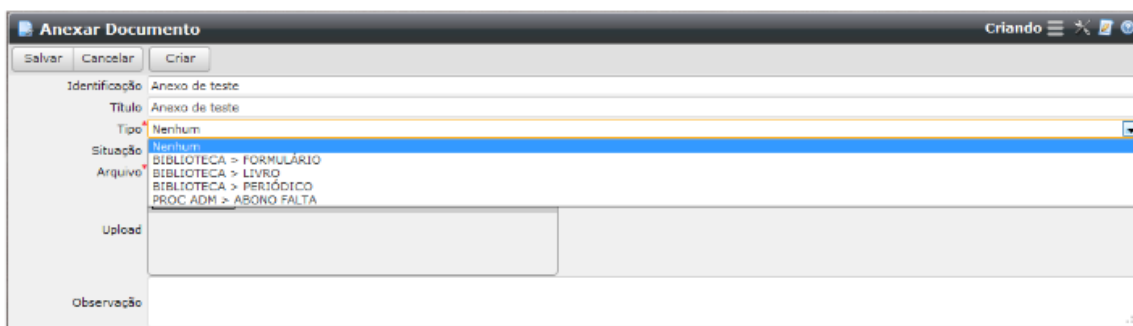 Anexar Documento Criando
Salvar Cancelar Criar
Identificação Anexo de teste
Título Anexo de teste
Tipo* Nenhum
Situação Nenhum
BIBLIOTECA > FORMULÁRIO
Arquivo* BIBLIOTECA > LIVRO
BIBLIOTECA > PERIÓDICO
PROC ADM > ABONO FALTA
Upload
Observação